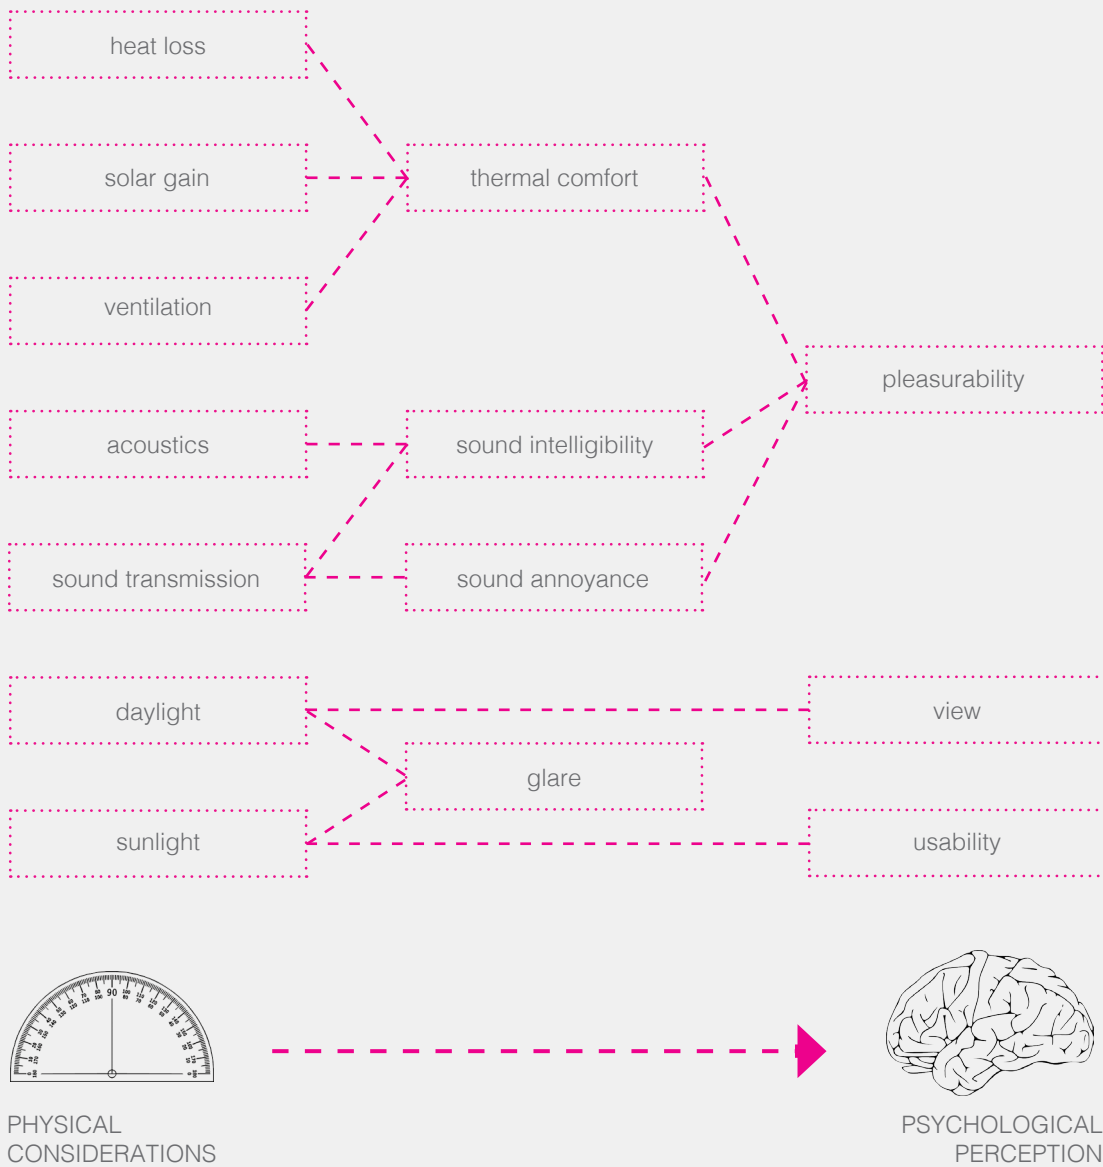 heat loss
solar gain
thermal comfort
ventilation
pleasurability
acoustics
sound intelligibility
sound transmission
sound annoyance
daylight
view
glare
sunlight
usability
90
PHYSICAL
CONSIDERATIONS
PSYCHOLOGICAL
PERCEPTION